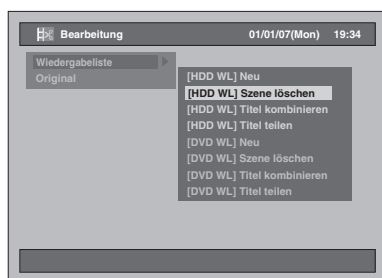 Bearbeitung 01/01/07(Mon) 19:34
Wiedergabeliste
Original
[HDD WL] Neu
[HDD WL] Szene löschen
[HDD WL] Titel kombinieren
[HDD WL] Titel teilen
[DVD WL] Neu
[DVD WL] Szene löschen
[DVD WL] Titel kombinieren
[DVD WL] Titel teilen